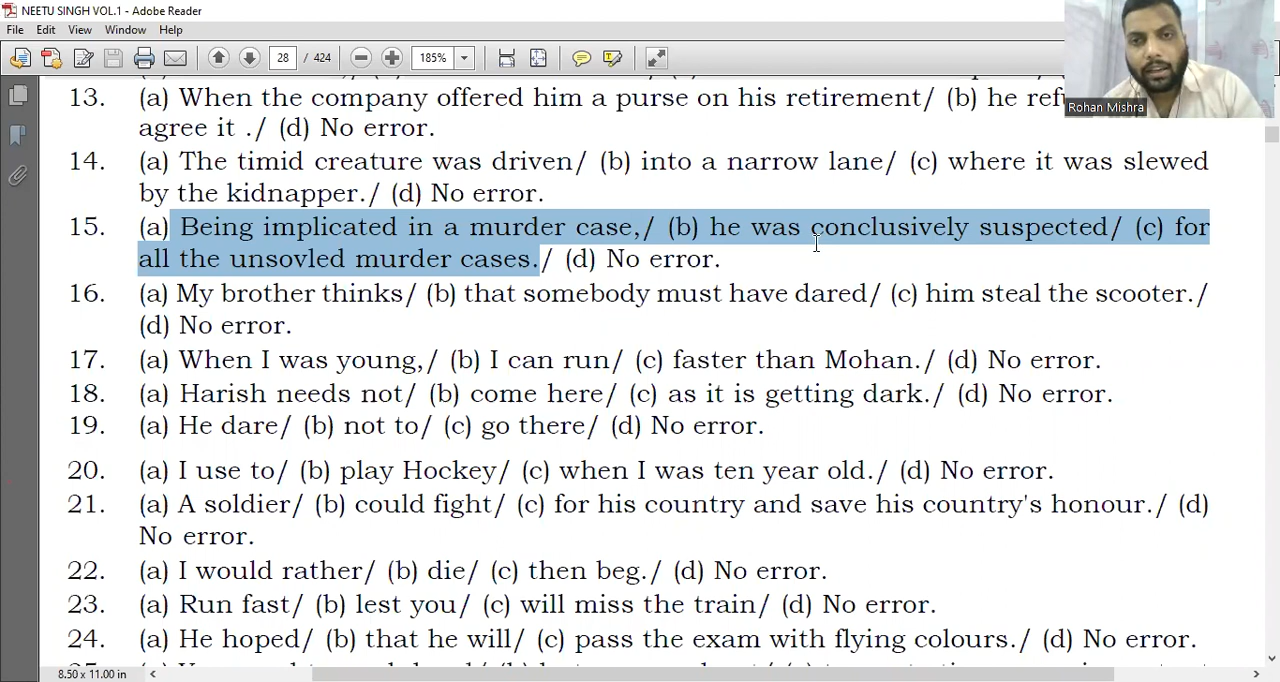 NEETU SINGH VOL.1 - Adobe Reader
File Edit View Window Help
28 / 424 185%
13. (a) When the company offered him a purse on his retirement/ (b) he
Rohan Mishra
agree it ./ (d) No error.
14. (a) The timid creature was driven/ (b) into a narrow lane/ (c) where it was slewed
by the kidnapper./ (d) No error.
15. (a) Being implicated in a murder case,/ (b) he was conclusively suspected/ (c) for
all the unsovled murder cases./ (d) No error.
16. (a) My brother thinks/ (b) that somebody must have dared/ (c) him steal the scooter./
(d) No error.
17. (a) When I was young,/ (b) I can run/ (c) faster than Mohan./ (d) No error.
18. (a) Harish needs not/ (b) come here/ (c) as it is getting dark./ (d) No error.
19. (a) He dare/ (b) not to/ (c) go there/ (d) No error.
20. (a) I use to/ (b) play Hockey/ (c) when I was ten year old./ (d) No error.
21. (a) A soldier/ (b) could fight/ (c) for his country and save his country's honour./ (d)
No error.
22. (a) I would rather/ (b) die/ (c) then beg./ (d) No error.
23. (a) Run fast/ (b) lest you/ (c) will miss the train/ (d) No error.
24. (a) He hoped/ (b) that he will/ (c) pass the exam with flying colours./ (d) No error.
8.50 x 11.00 in